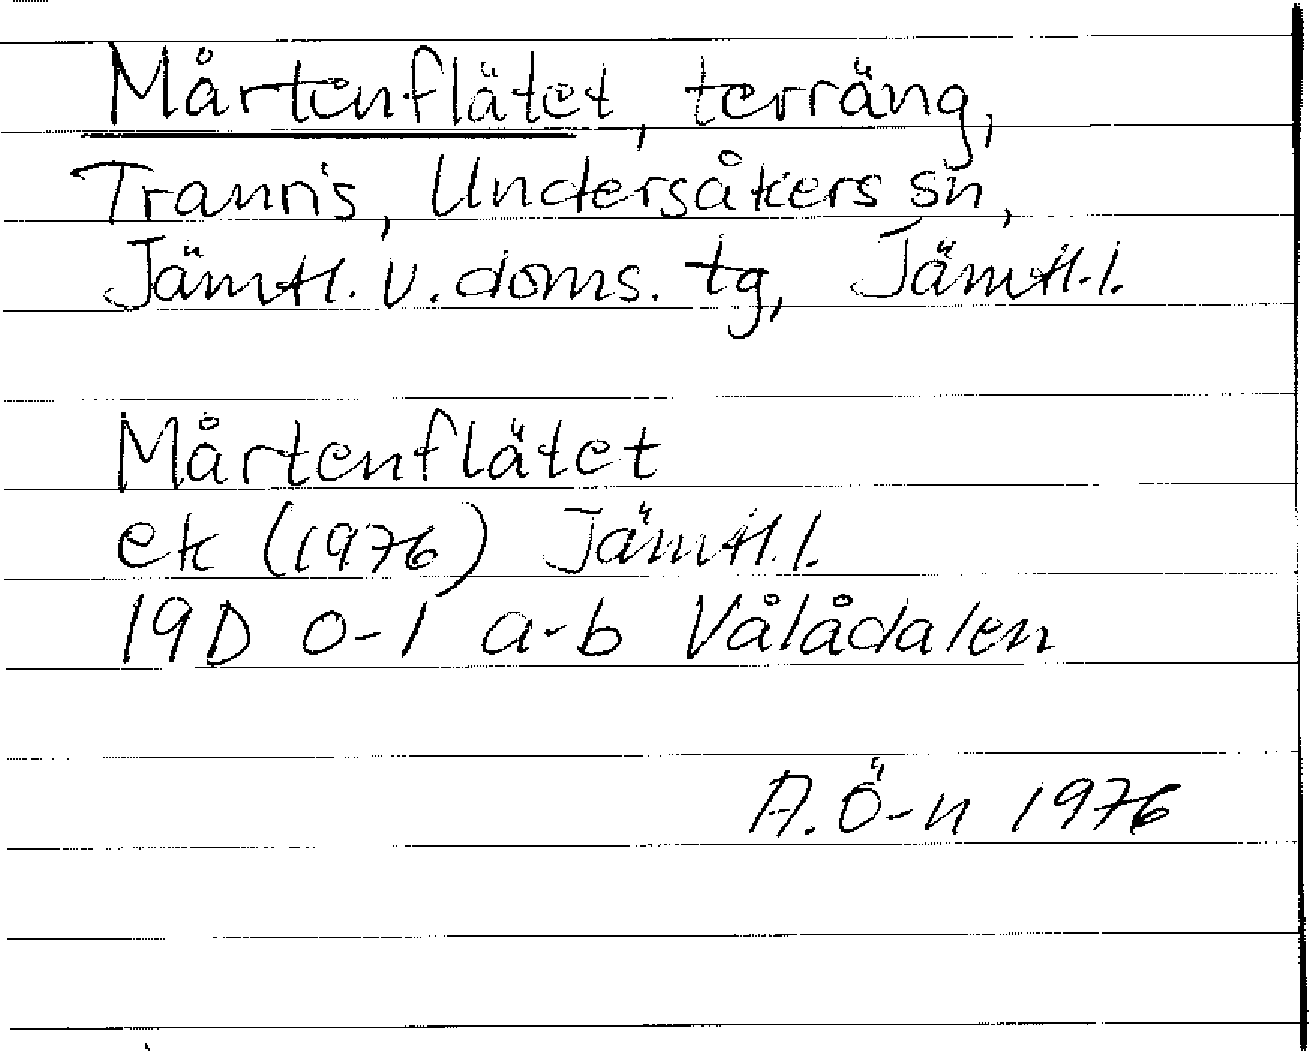 Mårtenflätet, terräng,
Tranris, Undersåkers sn,
Jämtl. v. doms. tg, Jämtl. l.
Mårtenflätet
ek (1976) Jämtl. l.
19D 0-1 a-b Vålådalen
A. Ö-n 1976